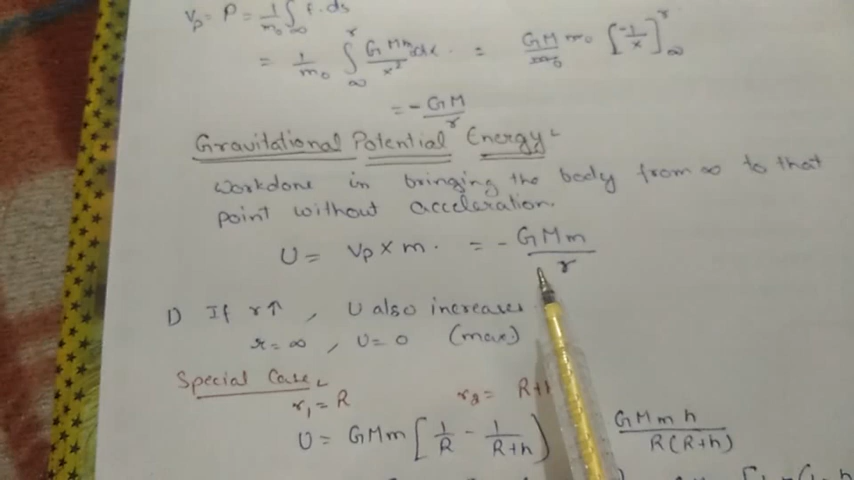 Vp = P = 1/m₀ ∫∞ f. ds
= 1/m₀ ∫∞^r GMm/x² dx. = GM/m₀ m₀ [-1/x]∞^r
= - GM/r
Gravitational Potential Energy
Workdone in bringing the body from ∞ to that
point without acceleration.
U = Vp × m. = - GMm/r
1) If r↑, U also increases
r = ∞, U = 0 (max)
Special Case
r₁ = R r₂ = R+h
U = GMm [1/R - 1/R+h) GMmh/R(R+h)